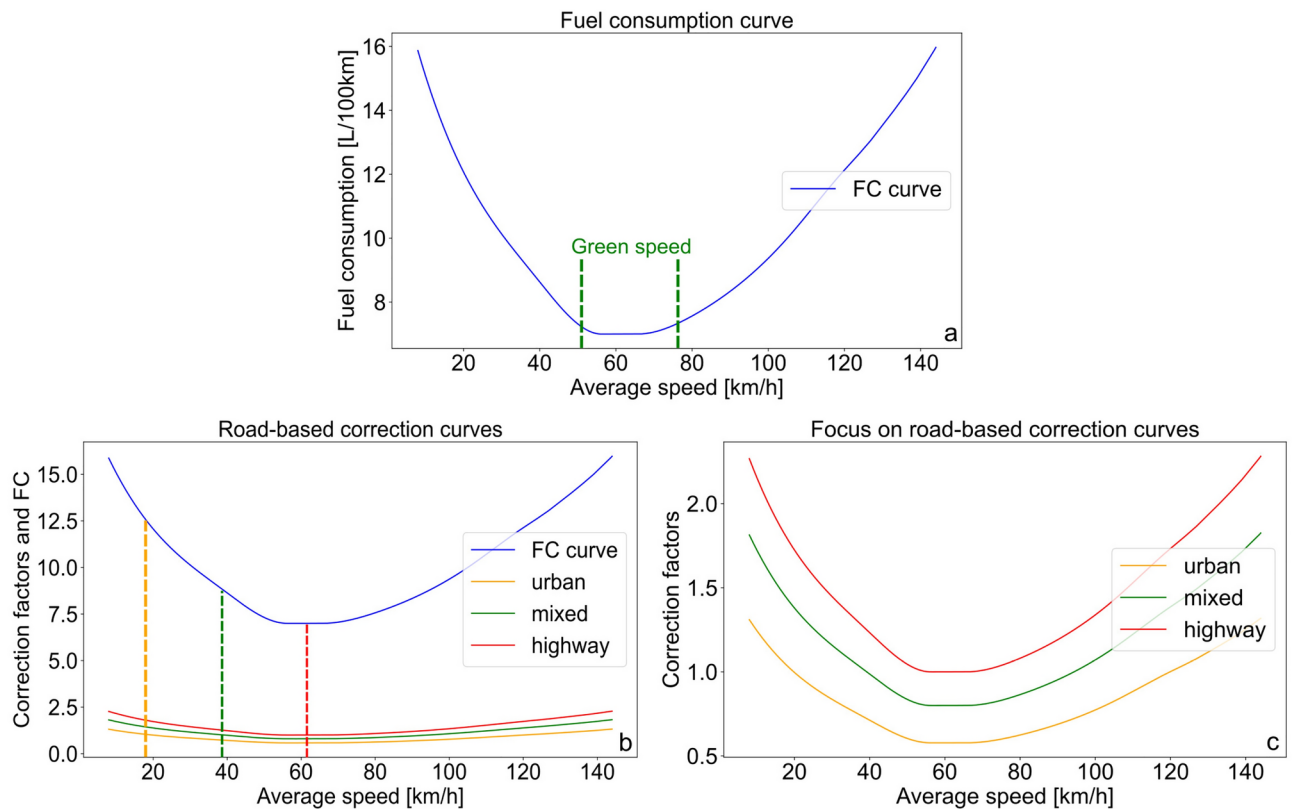 Fuel consumption curve
Fuel consumption [L/100km]
16
14
12
10
8
Green speed
FC curve
a
20 40 60 80 100 120 140
Average speed [km/h]
Road-based correction curves
Correction factors and FC
15.0
12.5
10.0
7.5
5.0
2.5
0.0
FC curve
urban
mixed
highway
b
20 40 60 80 100 120 140
Average speed [km/h]
Focus on road-based correction curves
Correction factors
2.0
1.5
1.0
0.5
urban
mixed
highway
c
20 40 60 80 100 120 140
Average speed [km/h]